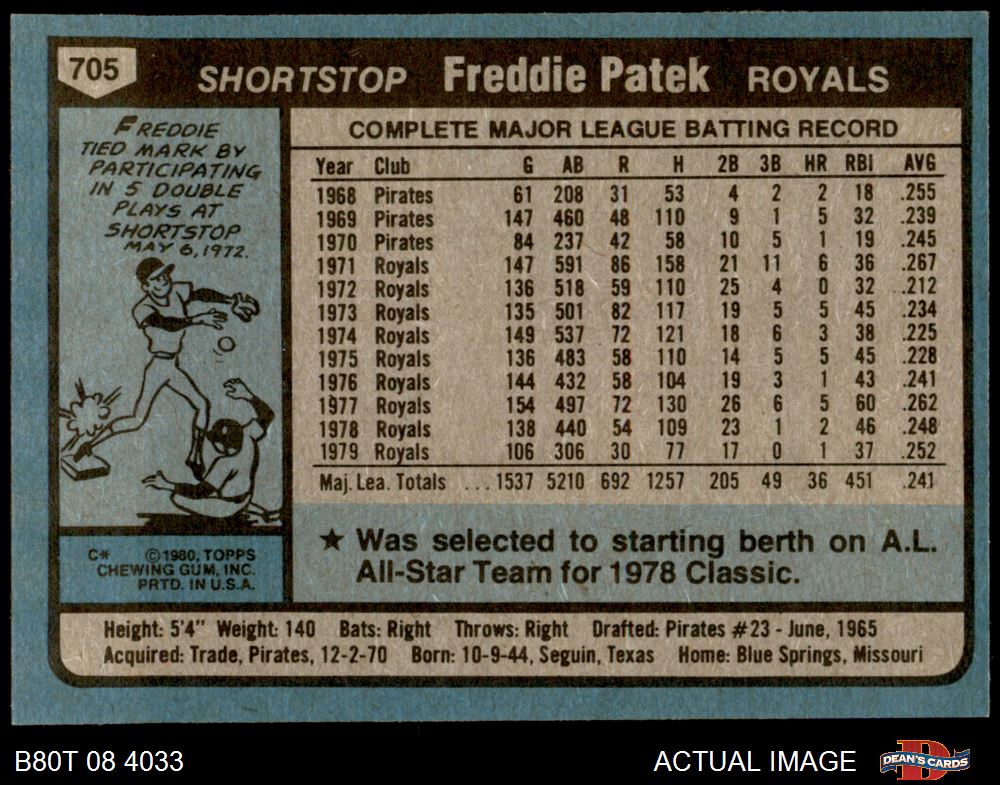 705
SHORTSTOP Freddie Patek ROYALS
FREDDIE
TIED MARK BY
PARTICIPATING
IN 5 DOUBLE
PLAYS AT
SHORTSTOP
MAY 6, 1972.
COMPLETE MAJOR LEAGUE BATTING RECORD
Year Club G AB R H 2B 3B HR RBI AVG
1968 Pirates 61 208 31 53 4 2 2 18 .255
1969 Pirates 147 460 48 110 9 1 5 32 .239
1970 Pirates 84 237 42 58 10 5 1 19 .245
1971 Royals 147 591 86 158 21 11 6 36 .267
1972 Royals 136 518 59 110 25 4 0 32 .212
1973 Royals 135 501 82 117 19 5 5 45 .234
1974 Royals 149 537 72 121 18 6 3 38 .225
1975 Royals 136 483 58 110 14 5 5 45 .228
1976 Royals 144 432 58 104 19 3 1 43 .241
1977 Royals 154 497 72 130 26 6 5 60 .262
1978 Royals 138 440 54 109 23 1 2 46 .248
1979 Royals 106 306 30 77 17 0 1 37 .252
Maj. Lea. Totals ... 1537 5210 692 1257 205 49 36 451 .241
★ Was selected to starting berth on A.L.
All-Star Team for 1978 Classic.
C* © 1980, TOPPS
CHEWING GUM, INC.
PRTD. IN U.S.A.
Height: 5'4" Weight: 140 Bats: Right Throws: Right Drafted: Pirates #23 - June, 1965
Acquired: Trade, Pirates, 12-2-70 Born: 10-9-44, Seguin, Texas Home: Blue Springs, Missouri
B80T 08 4033
ACTUAL IMAGE
D
DEAN'S CARDS